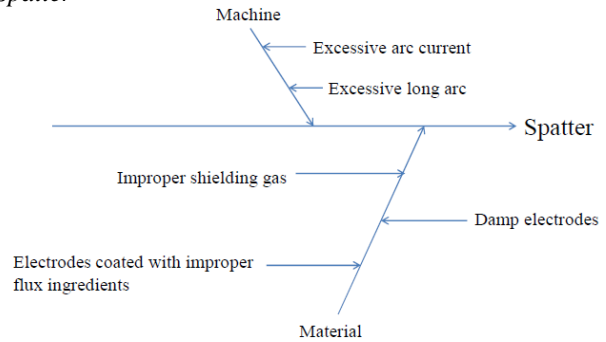 spatter
Machine
Excessive arc current
Excessive long arc
Spatter
Improper shielding gas
Damp electrodes
Electrodes coated with improper
flux ingredients
Material